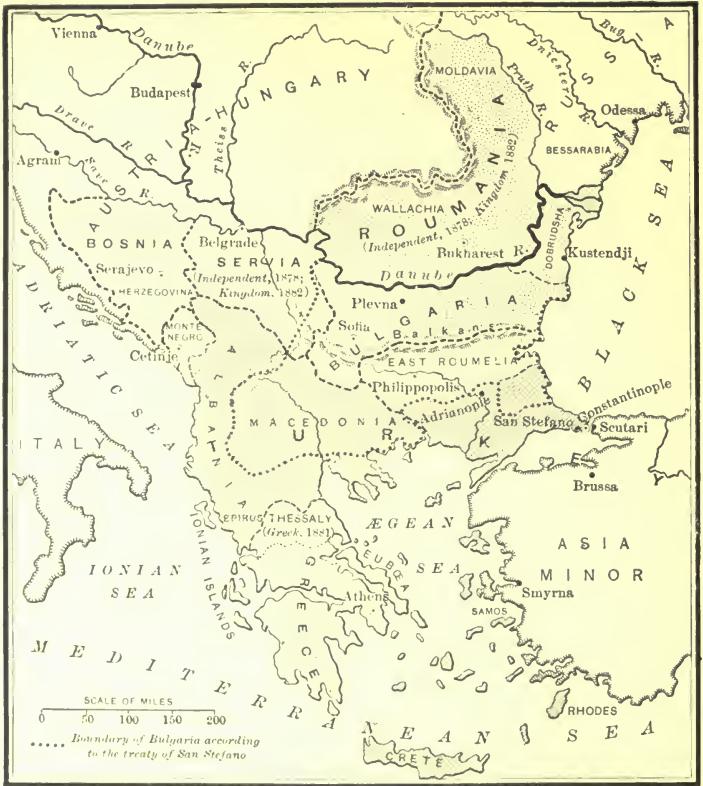 Vienna
Danube
Budapest
AUSTRIA-HUNGARY
Theiss R.
Drave R.
Agram
Save R.
MOLDAVIA
Pruth R.
Dniester R.
Bug R.
RUSSIA
Odessa
BESSARABIA
WALLACHIA
ROUMANIA
(Independent, 1878; Kingdom 1882)
Bukharest R.
Danube
DOBRUDSHA
Kustendji
BLACK SEA
BOSNIA
Serajevo
HERZEGOVINA
Belgrade
SERVIA
(Independent, 1878;
Kingdom, 1882)
MONTE
NEGRO
Cetinje
Plevna
Sofia
BULGARIA
Balkans
EAST ROUMELIA
Philippopolis
Adrianople
San Stefano
Constantinople
Scutari
Brussa
ADRIATIC SEA
ITALY
ALBANIA
MACEDONIA
TURKEY
EPIRUS
THESSALY
(Greek, 1881)
IONIAN ISLANDS
IONIAN
SEA
GREECE
EUBŒA
Athens
ÆGEAN
SEA
ASIA
MINOR
Smyrna
SAMOS
RHODES
CRETE
MEDITERRANEAN SEA
SCALE OF MILES
0 50 100 150 200
Boundary of Bulgaria according
to the treaty of San Stefano